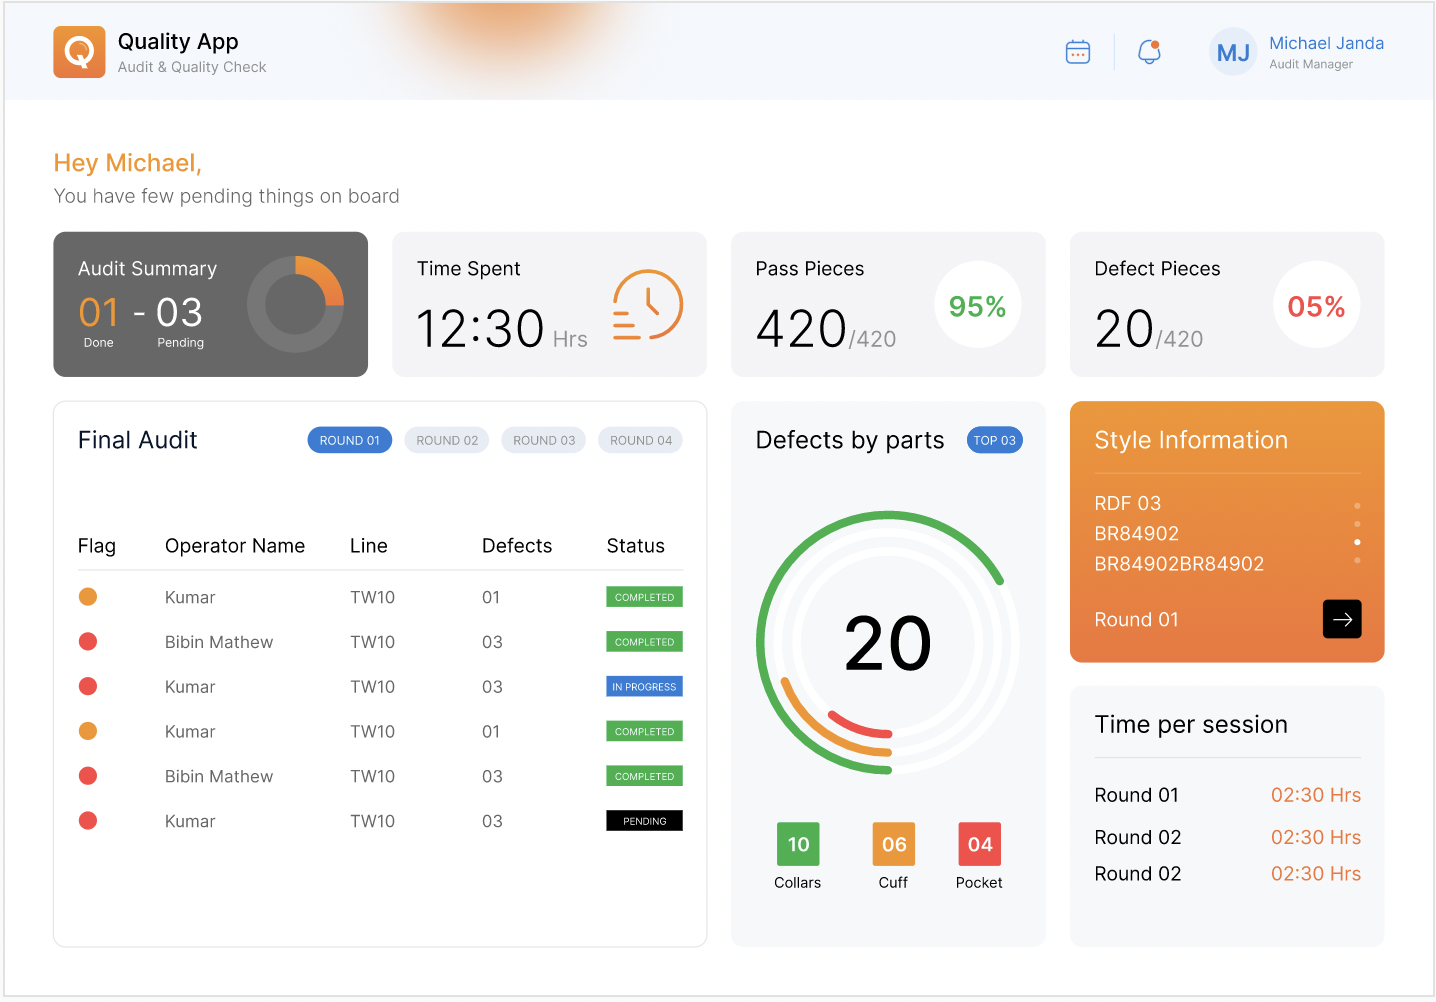 Q
Quality App
Audit & Quality Check
MJ
Michael Janda
Audit Manager
Hey Michael,
You have few pending things on board
Audit Summary
01 - 03
Done Pending
Time Spent
12:30 Hrs
Pass Pieces
420/420
95%
Defect Pieces
20/420
05%
Final Audit
ROUND 01 ROUND 02 ROUND 03 ROUND 04
Flag Operator Name Line Defects Status
Kumar TW10 01 COMPLETED
Bibin Mathew TW10 03 COMPLETED
Kumar TW10 03 IN PROGRESS
Kumar TW10 01 COMPLETED
Bibin Mathew TW10 03 COMPLETED
Kumar TW10 03 PENDING
Defects by parts TOP 03
20
10 06 04
Collars Cuff Pocket
Style Information
RDF 03
BR84902
BR84902BR84902
Round 01
Time per session
Round 01 02:30 Hrs
Round 02 02:30 Hrs
Round 02 02:30 Hrs